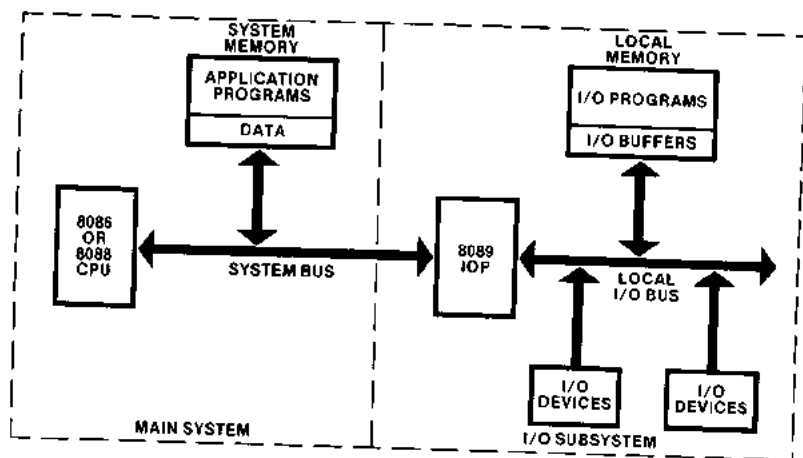 SYSTEM
MEMORY
APPLICATION
PROGRAMS
DATA
8086
OR
8088
CPU
SYSTEM BUS
MAIN SYSTEM
LOCAL
MEMORY
I/O PROGRAMS
I/O BUFFERS
8089
IOP
LOCAL
I/O BUS
I/O
DEVICES
I/O
DEVICES
I/O SUBSYSTEM